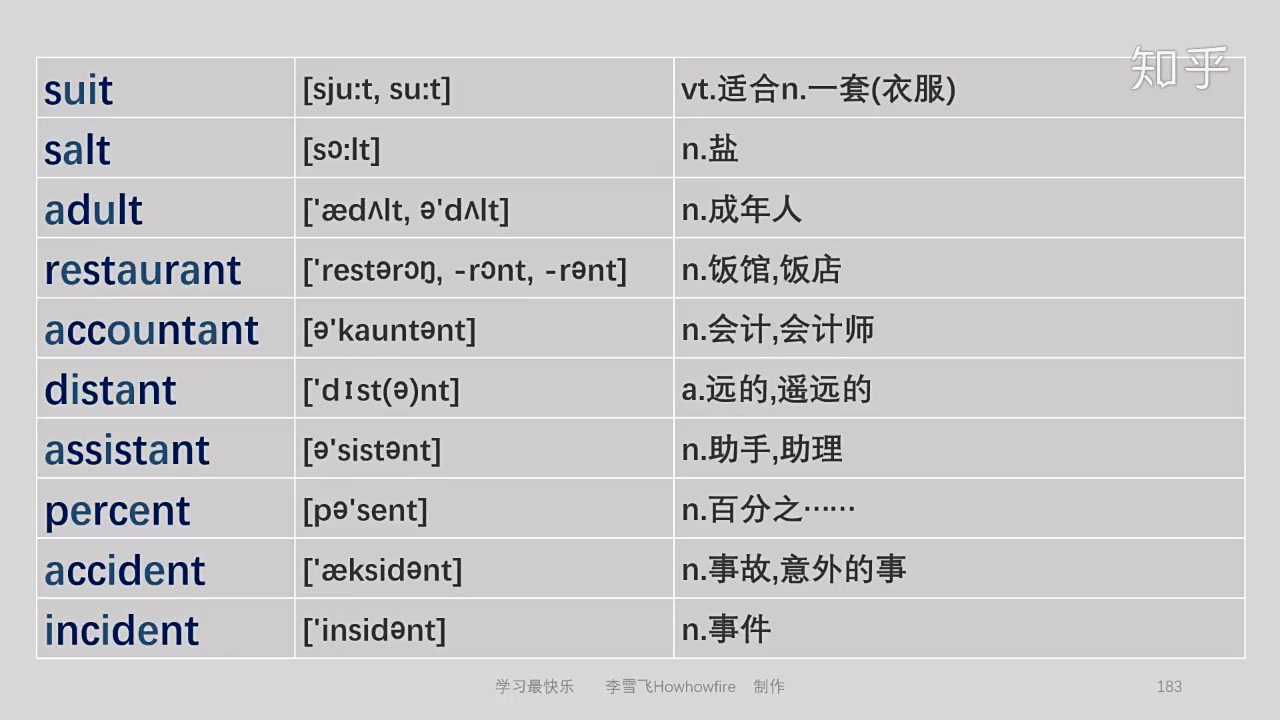 知乎
suit [sju:t, su:t] vt.适合n.一套(衣服)
salt [sɔ:lt] n.盐
adult ['ædʌlt, ə'dʌlt] n.成年人
restaurant ['restərɔŋ, -rɔnt, -rənt] n.饭馆,饭店
accountant [ə'kauntənt] n.会计,会计师
distant ['dɪst(ə)nt] a.远的,遥远的
assistant [ə'sistənt] n.助手,助理
percent [pə'sent] n.百分之……
accident ['æksidənt] n.事故,意外的事
incident ['insidənt] n.事件
学习最快乐 李雪飞Howhowfire 制作 183